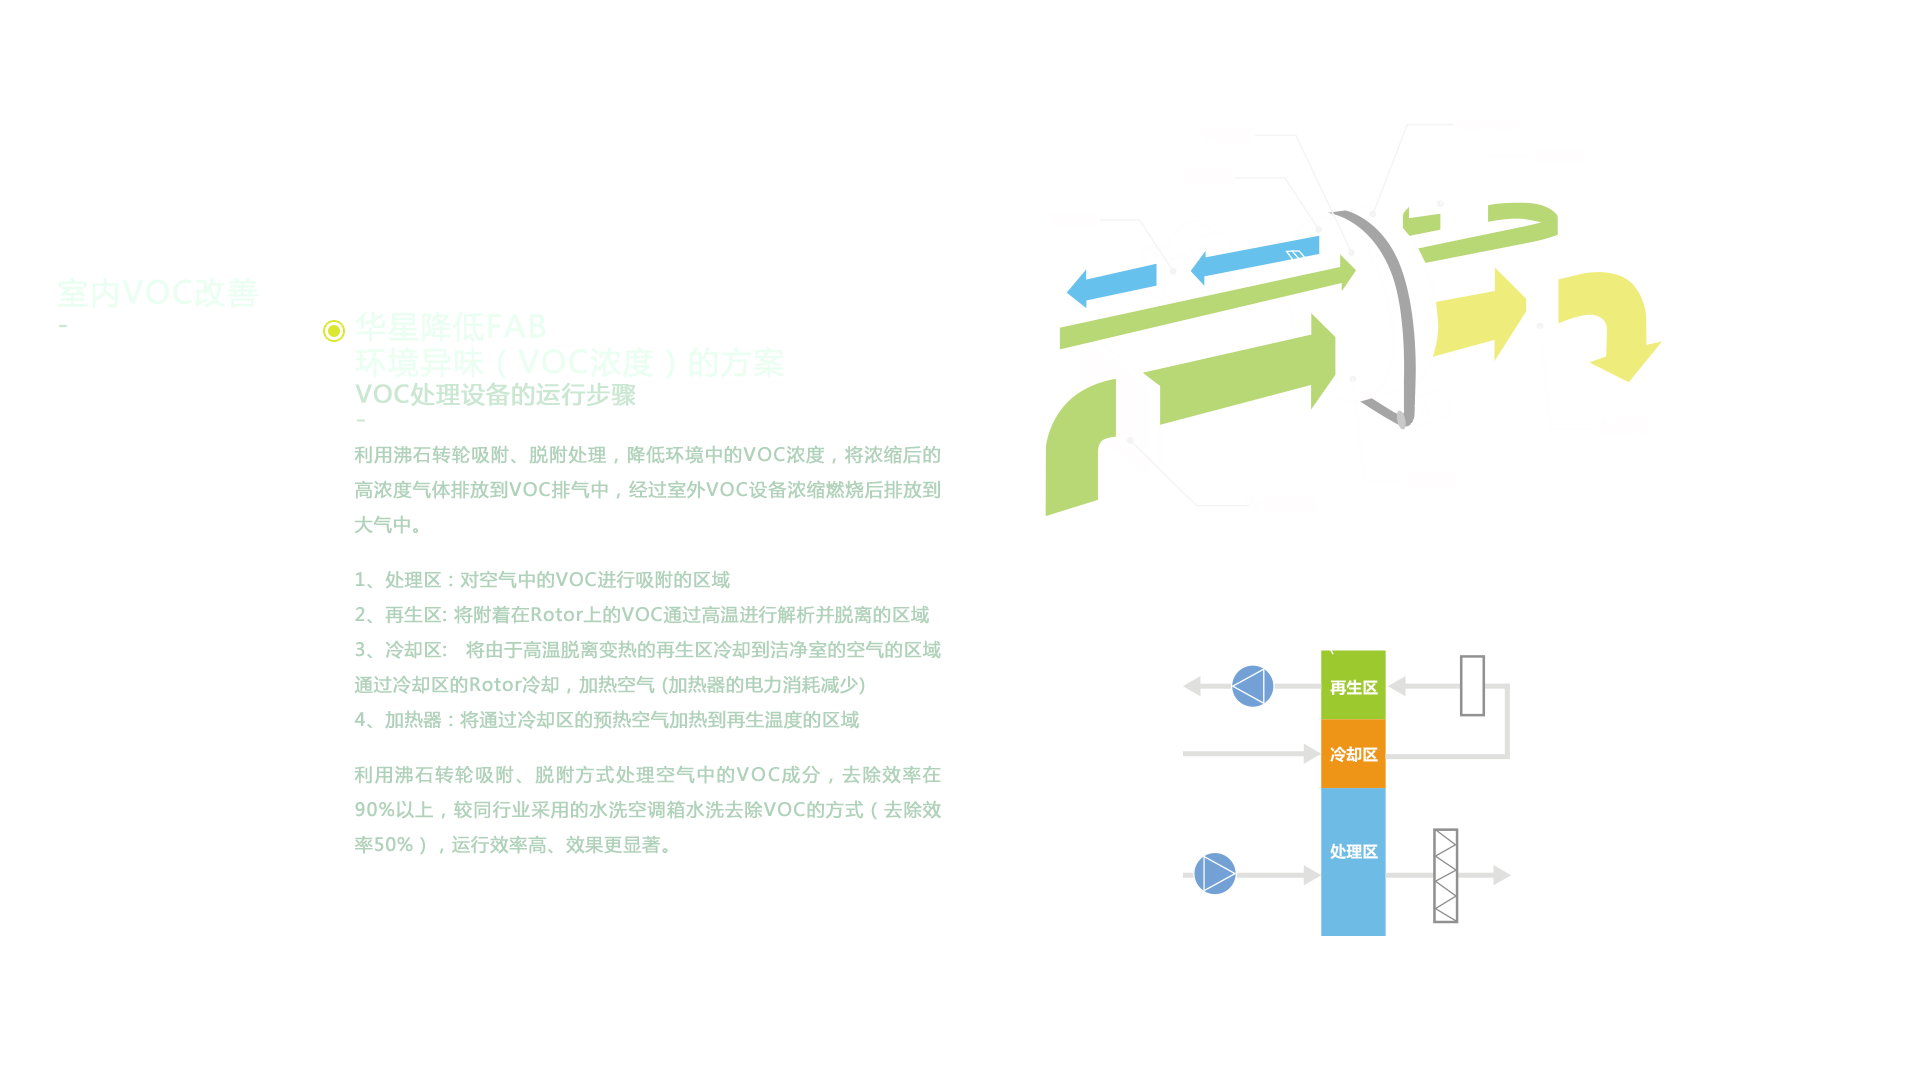 室内VOC改善
华星降低FAB
环境异味（VOC浓度）的方案
VOC处理设备的运行步骤
利用沸石转轮吸附、脱附处理，降低环境中的VOC浓度，将浓缩后的
高浓度气体排放到VOC排气中，经过室外VOC设备浓缩燃烧后排放到
大气中。
1、处理区：对空气中的VOC进行吸附的区域
2、再生区: 将附着在Rotor上的VOC通过高温进行解析并脱离的区域
3、冷却区:　将由于高温脱离变热的再生区冷却到洁净室的空气的区域
通过冷却区的Rotor冷却，加热空气 (加热器的电力消耗减少)
4、加热器：将通过冷却区的预热空气加热到再生温度的区域
利用沸石转轮吸附、脱附方式处理空气中的VOC成分，去除效率在
90%以上，较同行业采用的水洗空调箱水洗去除VOC的方式（去除效
率50%），运行效率高、效果更显著。
再生区
冷却区
处理区